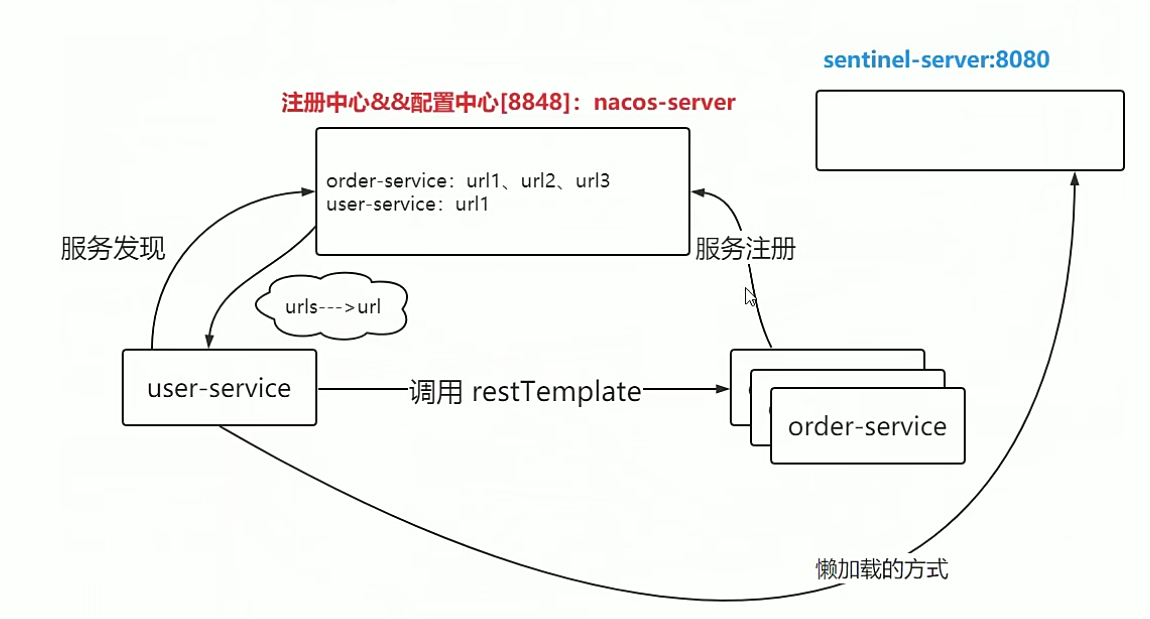 sentinel-server:8080
注册中心&&配置中心[8848]：nacos-server
order-service：url1、url2、url3
user-service：url1
服务发现
服务注册
urls--->url
user-service
调用 restTemplate
order-service
懒加载的方式